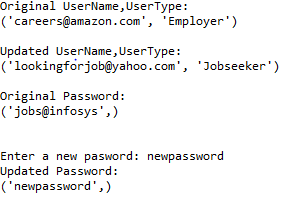 Original UserName,UserType:
('careers@amazon.com', 'Employer')
Updated UserName,UserType:
('lookingforjob@yahoo.com', 'Jobseeker')
Original Password:
('jobs@infosys',)
Enter a new pasword: newpassword
Updated Password:
('newpassword',)